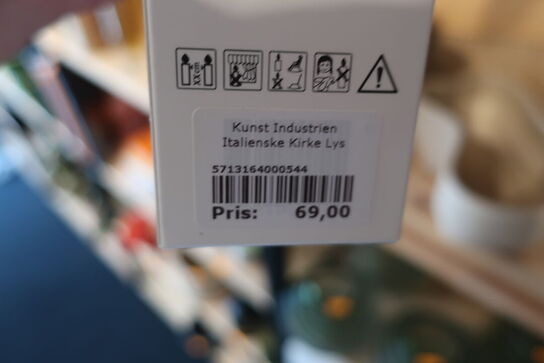 Kunst Industrien
Italienske Kirke Lys
5713164000544
Pris: 69,00